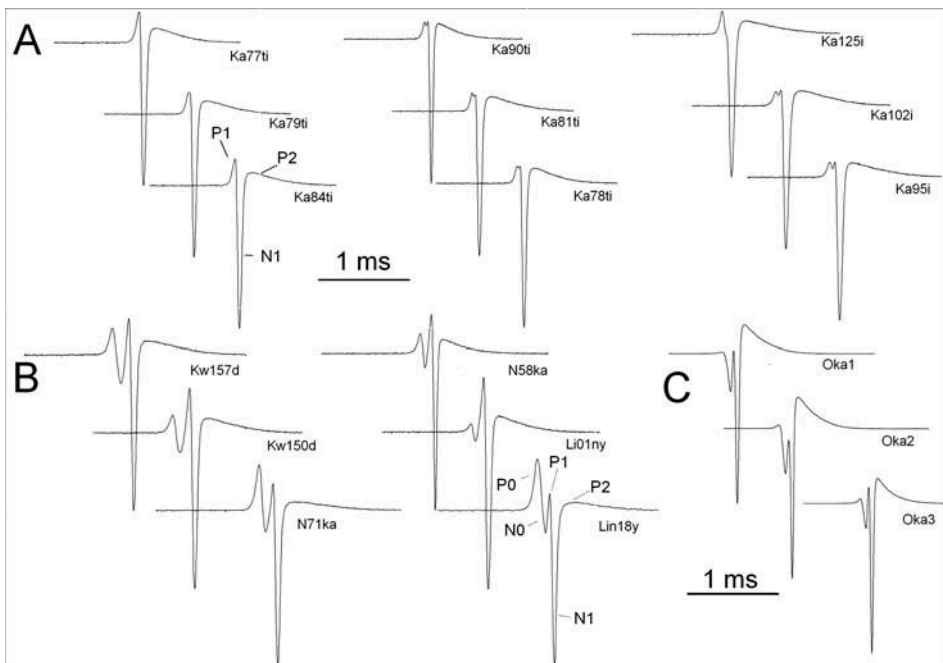 A
Ka77ti
Ka90ti
Ka125i
Ka79ti
Ka81ti
Ka102i
P1
P2
Ka84ti
Ka78ti
Ka95i
N1
1 ms
B
Kw157d
N58ka
C
Oka1
Kw150d
Li01ny
Oka2
P0
P1
P2
N71ka
N0
Lin18y
Oka3
1 ms
N1